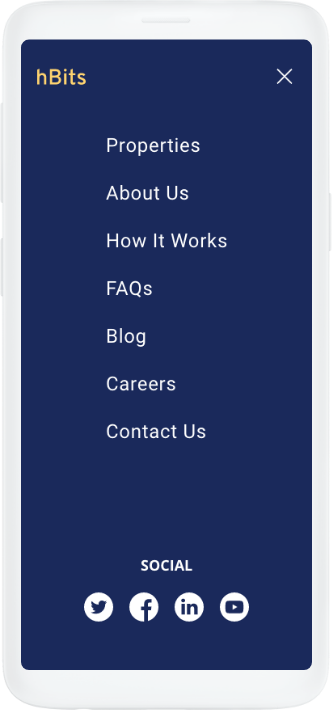 hBits
Properties
About Us
How It Works
FAQs
Blog
Careers
Contact Us
SOCIAL